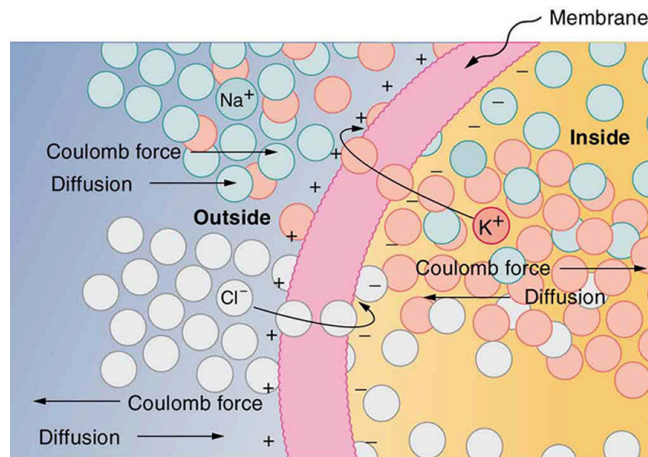 Membrane
Na+
Inside
Coulomb force
Diffusion
Outside
K+
Coulomb force
Cl−
Diffusion
Coulomb force
Diffusion